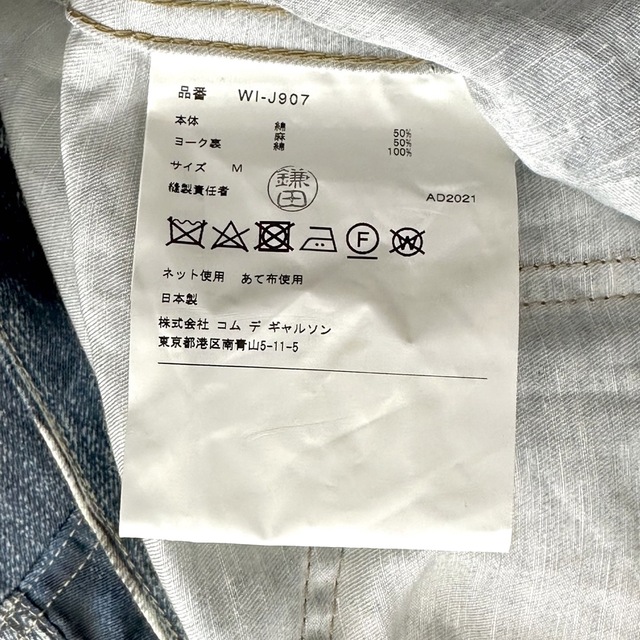 品番 WI-J907
本体 綿 50%
麻 50%
ヨーク裏 綿 100%
サイズ M
縫製責任者 鎌田 AD2021
F W
ネット使用 あて布使用
日本製
株式会社 コム デ ギャルソン
東京都港区南青山5-11-5